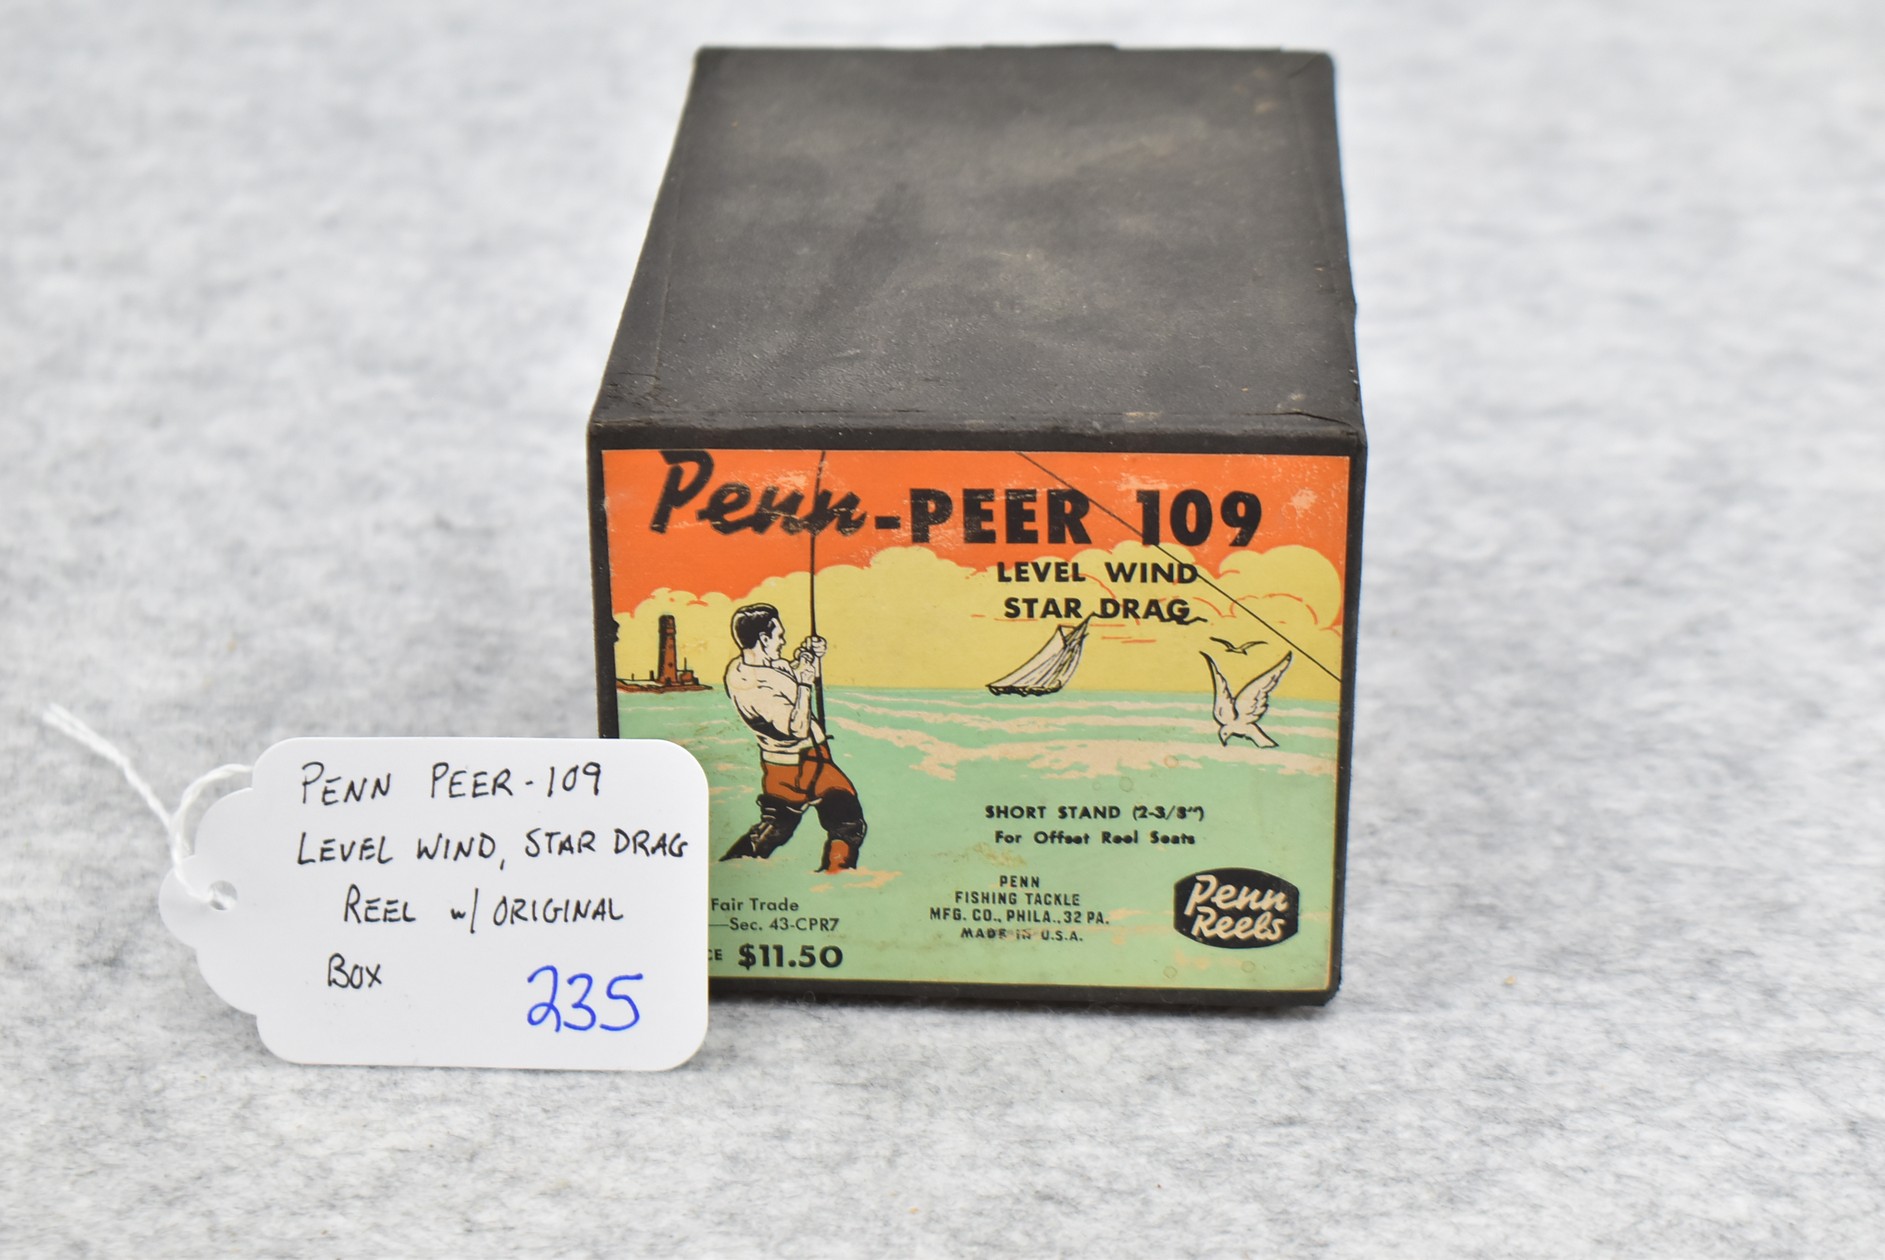 Penn-PEER 109
LEVEL WIND
STAR DRAG
SHORT STAND (2-3/8")
For Offset Reel Seats
PENN
FISHING TACKLE
MFG. CO., PHILA., 32 PA.
MADE IN U.S.A.
Penn
Reels
Fair Trade
Sec. 43-CPR7
$11.50
PENN PEER-109
LEVEL WIND, STAR DRAG
REEL w/ ORIGINAL
BOX
235